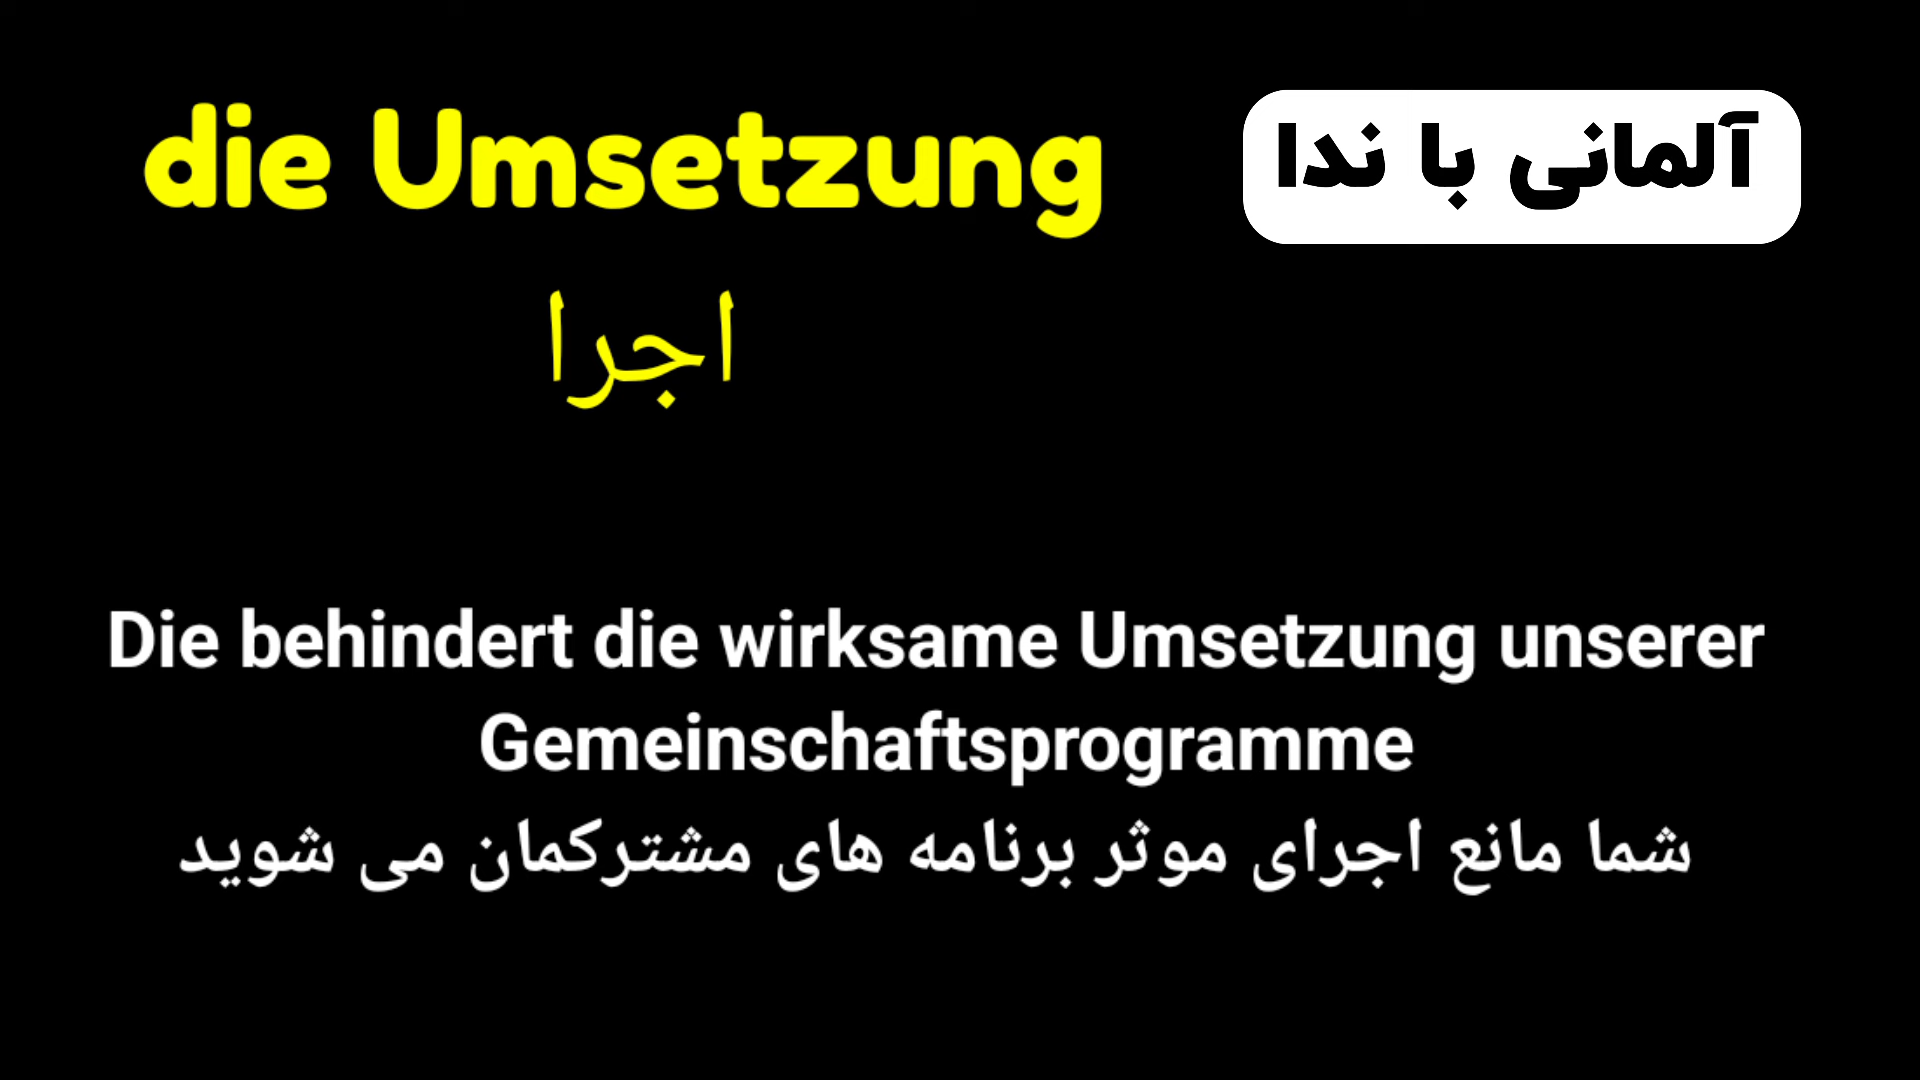 die Umsetzung
آلمانی با ندا
اجرا
Die behindert die wirksame Umsetzung unserer
Gemeinschaftsprogramme
شما مانع اجرای موثر برنامه های مشترکمان می شوید